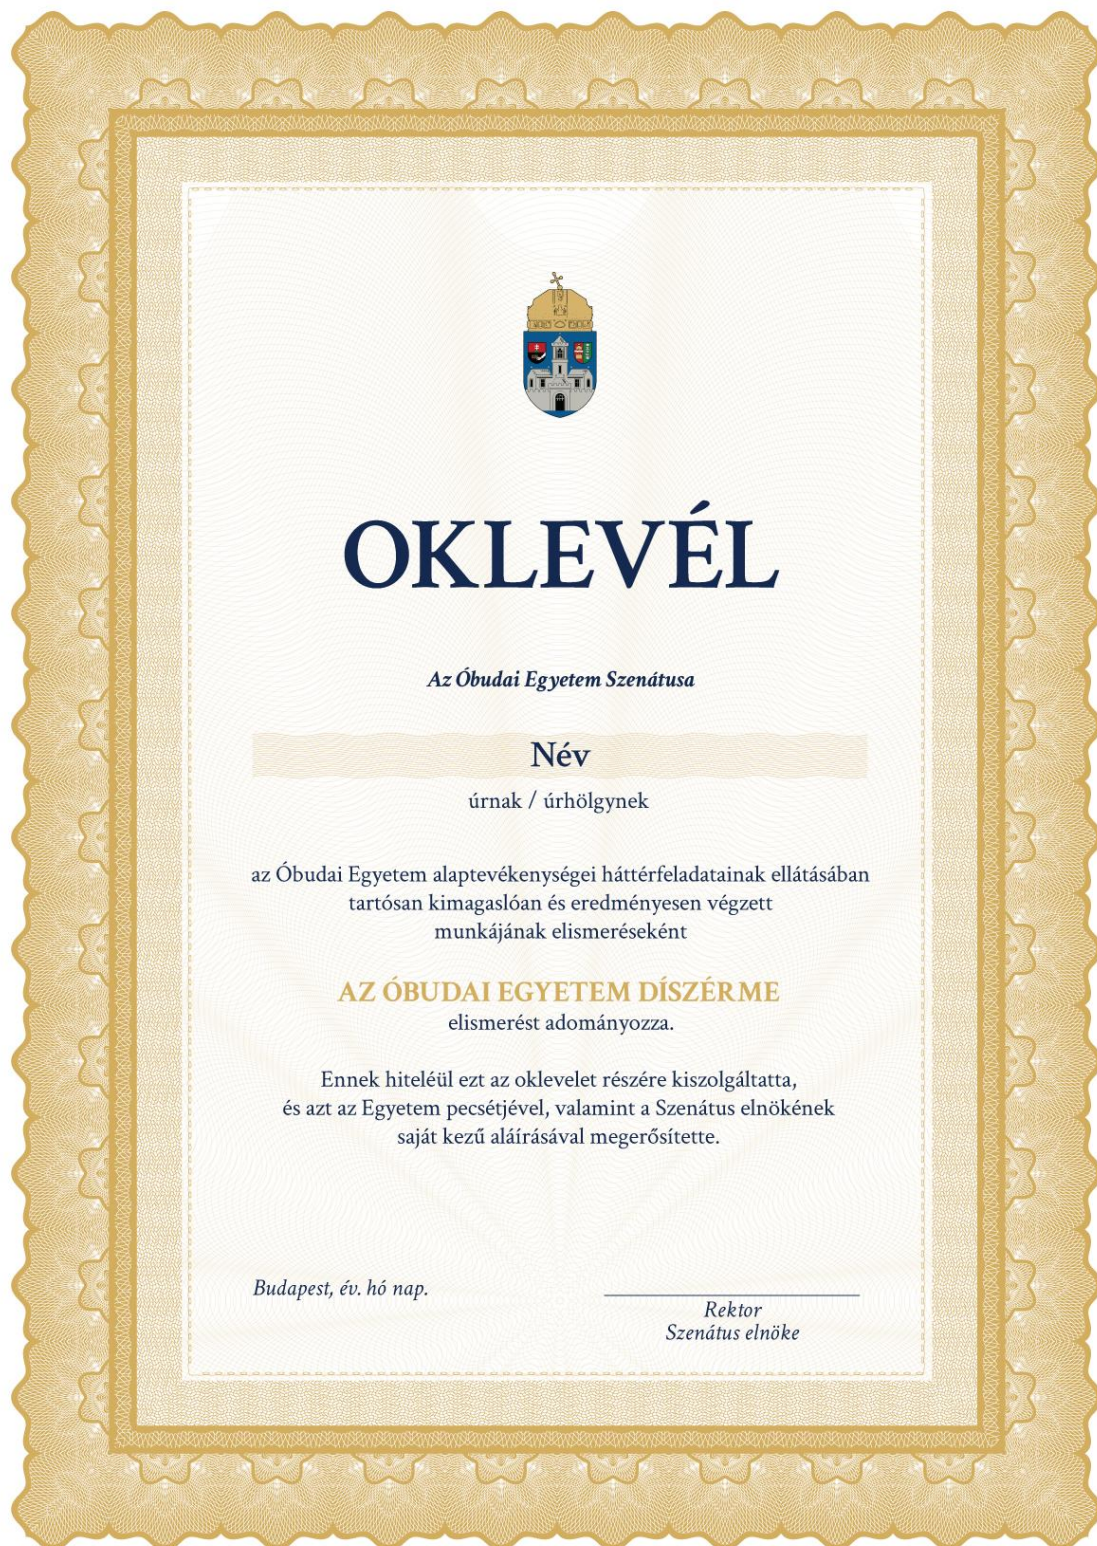 OKLEVÉL
Az Óbudai Egyetem Szenátusa
Név
úrnak / úrhölgynek
az Óbudai Egyetem alaptevékenységei háttérfeladatainak ellátásában
tartósan kimagaslóan és eredményesen végzett
munkájának elismeréseként
AZ ÓBUDAI EGYETEM DÍSZÉRME
elismerést adományozza.
Ennek hiteléül ezt az oklevelet részére kiszolgáltatta,
és azt az Egyetem pecsétjével, valamint a Szenátus elnökének
saját kezű aláírásával megerősítette.
Budapest, év. hó nap.
Rektor
Szenátus elnöke